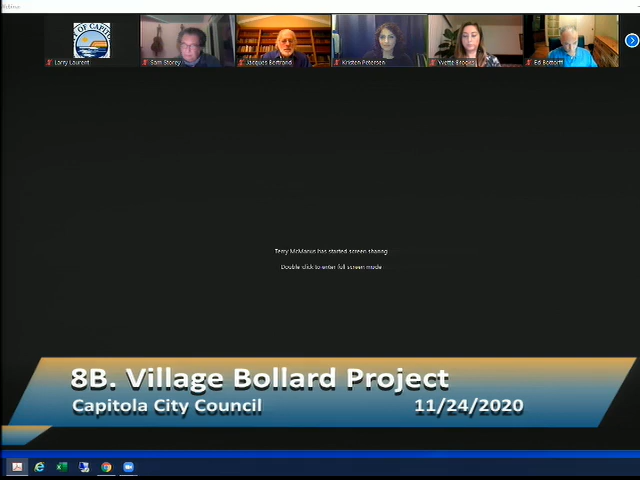 Larry Laurent
Sam Storey
Jacques Bertrand
Kristen Petersen
Yvette Brooks
Ed Bottorff
Terry McManus has started screen sharing
Double click to enter full screen mode
8B. Village Bollard Project
Capitola City Council 11/24/2020